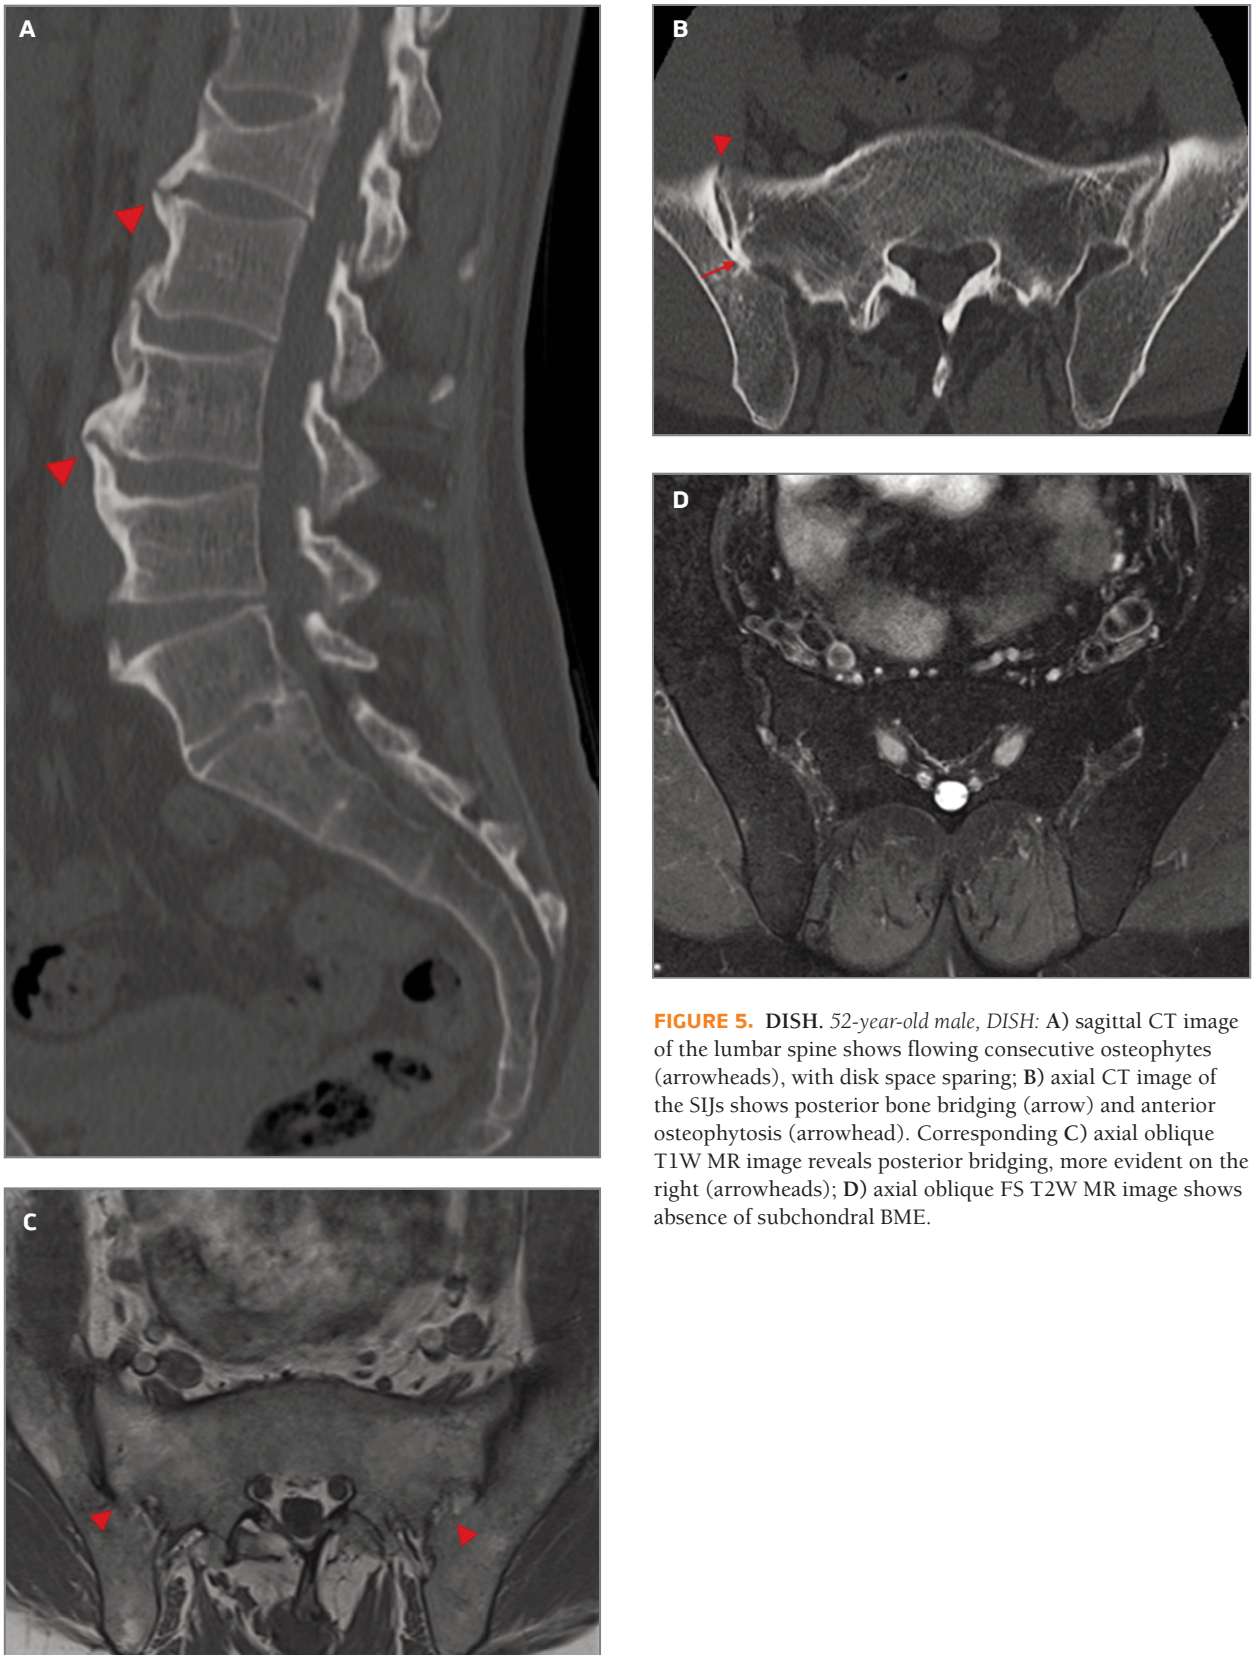 A
B
D
FIGURE 5. DISH. 52-year-old male, DISH: A) sagittal CT image
of the lumbar spine shows flowing consecutive osteophytes
(arrowheads), with disk space sparing; B) axial CT image of
the SIJs shows posterior bone bridging (arrow) and anterior
osteophytosis (arrowhead). Corresponding C) axial oblique
T1W MR image reveals posterior bridging, more evident on the
right (arrowheads); D) axial oblique FS T2W MR image shows
absence of subchondral BME.
C